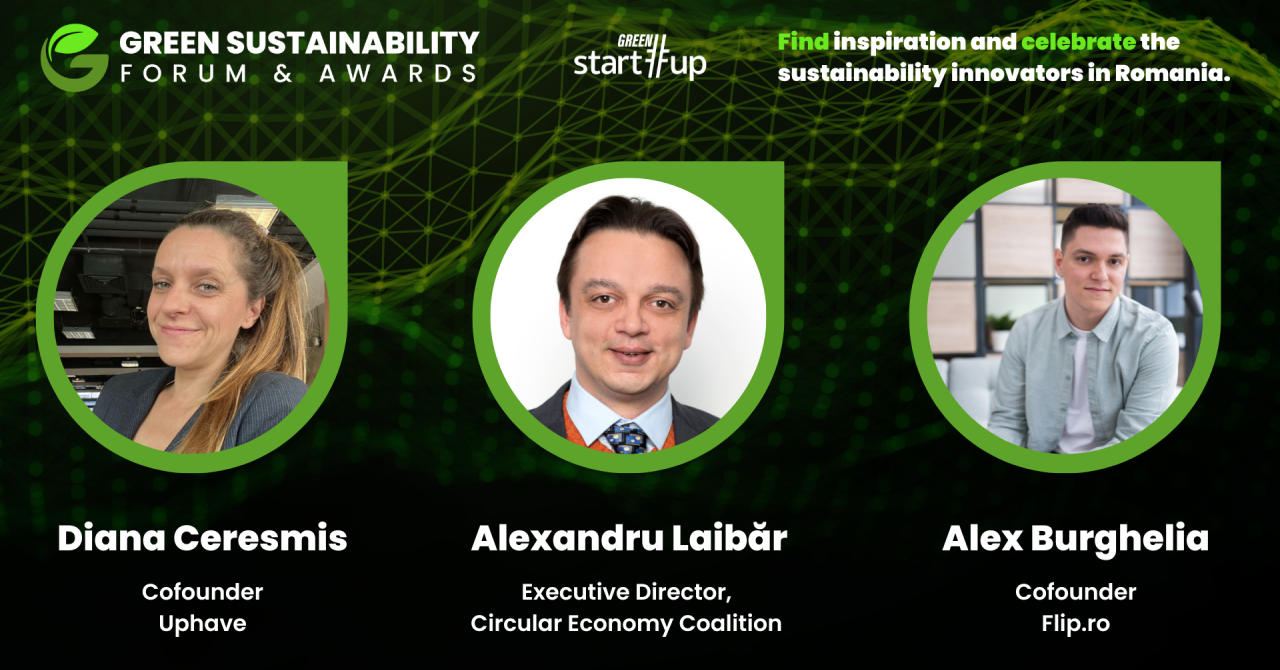 GREEN SUSTAINABILITY
FORUM & AWARDS
GREEN
start#up
Find inspiration and celebrate the
sustainability innovators in Romania.
Diana Ceresmis
Cofounder
Uphave
Alexandru Laibăr
Executive Director,
Circular Economy Coalition
Alex Burghelia
Cofounder
Flip.ro